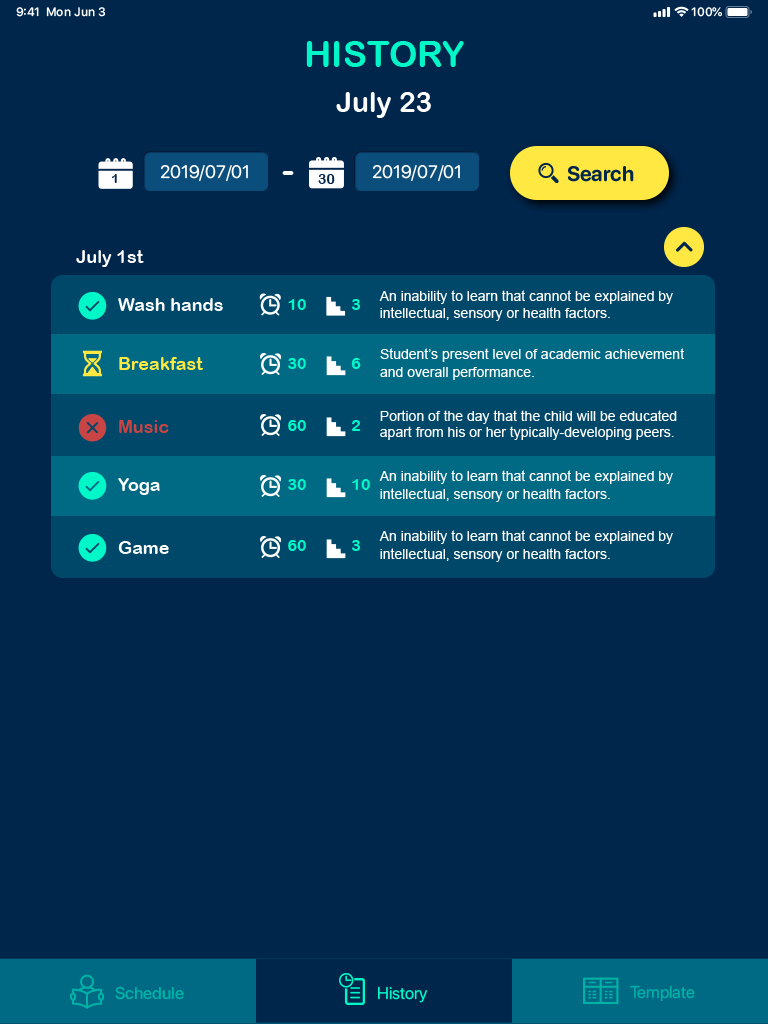 9:41 Mon Jun 3 100%
HISTORY
July 23
1 2019/07/01 - 30 2019/07/01 Search
July 1st
Wash hands 10 3 An inability to learn that cannot be explained by
intellectual, sensory or health factors.
Breakfast 30 6 Student's present level of academic achievement
and overall performance.
Music 60 2 Portion of the day that the child will be educated
apart from his or her typically-developing peers.
Yoga 30 10 An inability to learn that cannot be explained by
intellectual, sensory or health factors.
Game 60 3 An inability to learn that cannot be explained by
intellectual, sensory or health factors.
Schedule History Template